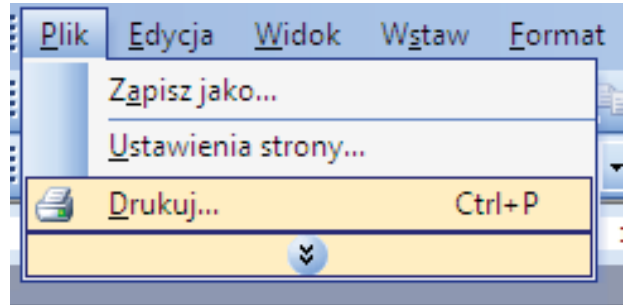 Plik Edycja Widok Wstaw Format
Zapisz jako...
Ustawienia strony...
Drukuj... Ctrl+P